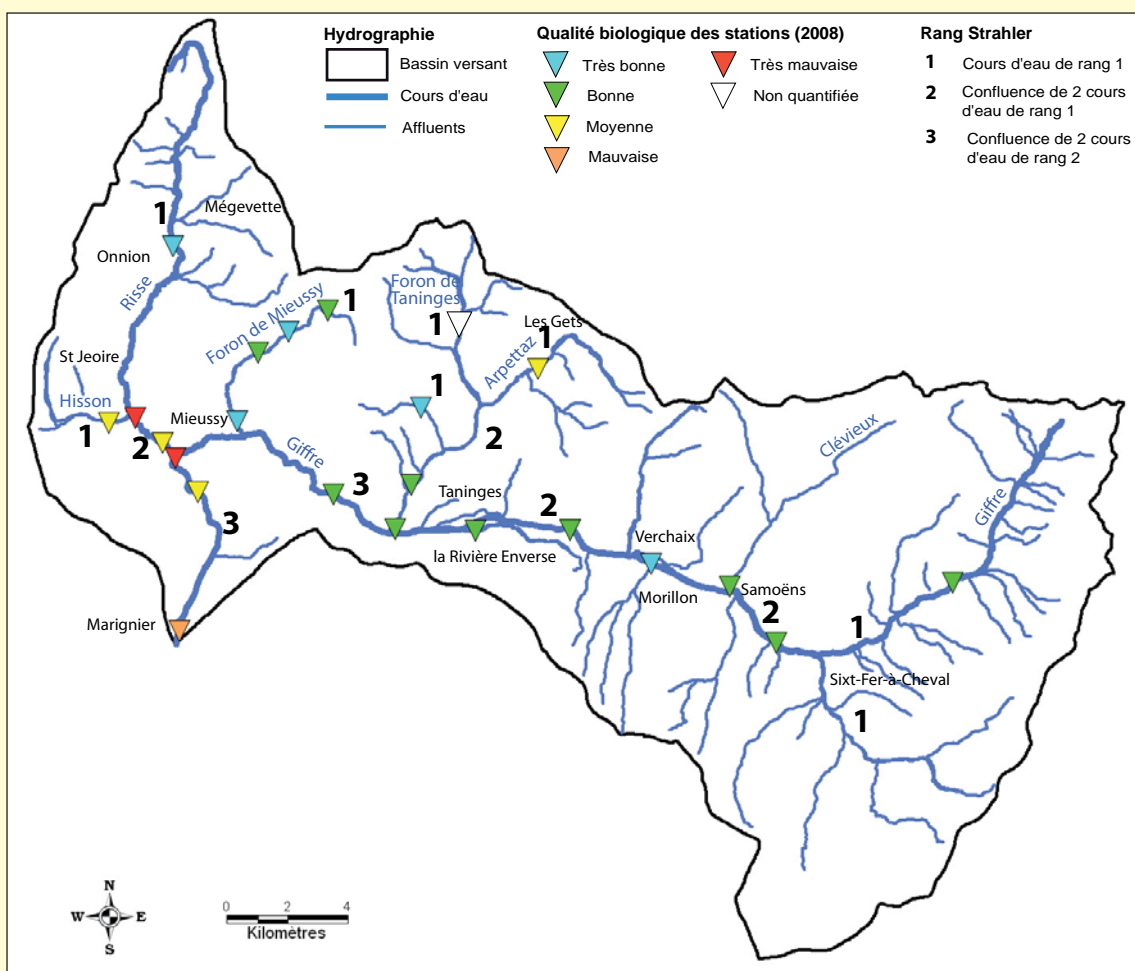 Hydrographie
Bassin versant
Cours d'eau
Affluents
Qualité biologique des stations (2008)
Très bonne
Bonne
Moyenne
Mauvaise
Très mauvaise
Non quantifiée
Rang Strahler
1 Cours d'eau de rang 1
2 Confluence de 2 cours
d'eau de rang 1
3 Confluence de 2 cours
d'eau de rang 2
1
Mégevette
Onnion
Risse
Foron de Mieussy
1
Foron de
Taninges
1
Les Gets
1
Arpettaz
St Jeoire
Hisson
1
2
Mieussy
1
2
Giffre
3
Taninges
2
la Rivière Enverse
Verchaix
Clévieux
Giffre
3
Morillon
Samoëns
2
1
Sixt-Fer-à-Cheval
1
Marignier
N
W E
S
0 2 4
Kilomètres